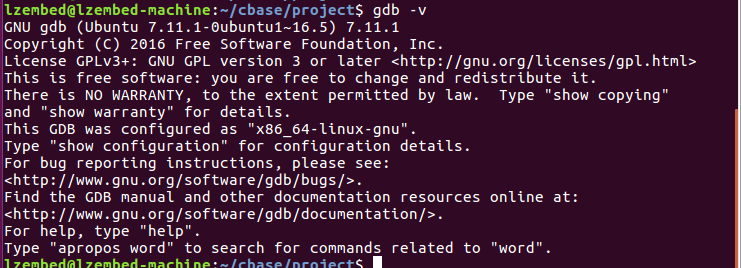 lzembed@lzembed-machine:~/cbase/project$ gdb -v
GNU gdb (Ubuntu 7.11.1-0ubuntu1~16.5) 7.11.1
Copyright (C) 2016 Free Software Foundation, Inc.
License GPLv3+: GNU GPL version 3 or later <http://gnu.org/licenses/gpl.html>
This is free software: you are free to change and redistribute it.
There is NO WARRANTY, to the extent permitted by law.  Type "show copying"
and "show warranty" for details.
This GDB was configured as "x86_64-linux-gnu".
Type "show configuration" for configuration details.
For bug reporting instructions, please see:
<http://www.gnu.org/software/gdb/bugs/>.
Find the GDB manual and other documentation resources online at:
<http://www.gnu.org/software/gdb/documentation/>.
For help, type "help".
Type "apropos word" to search for commands related to "word".
lzembed@lzembed-machine:~/cbase/project$